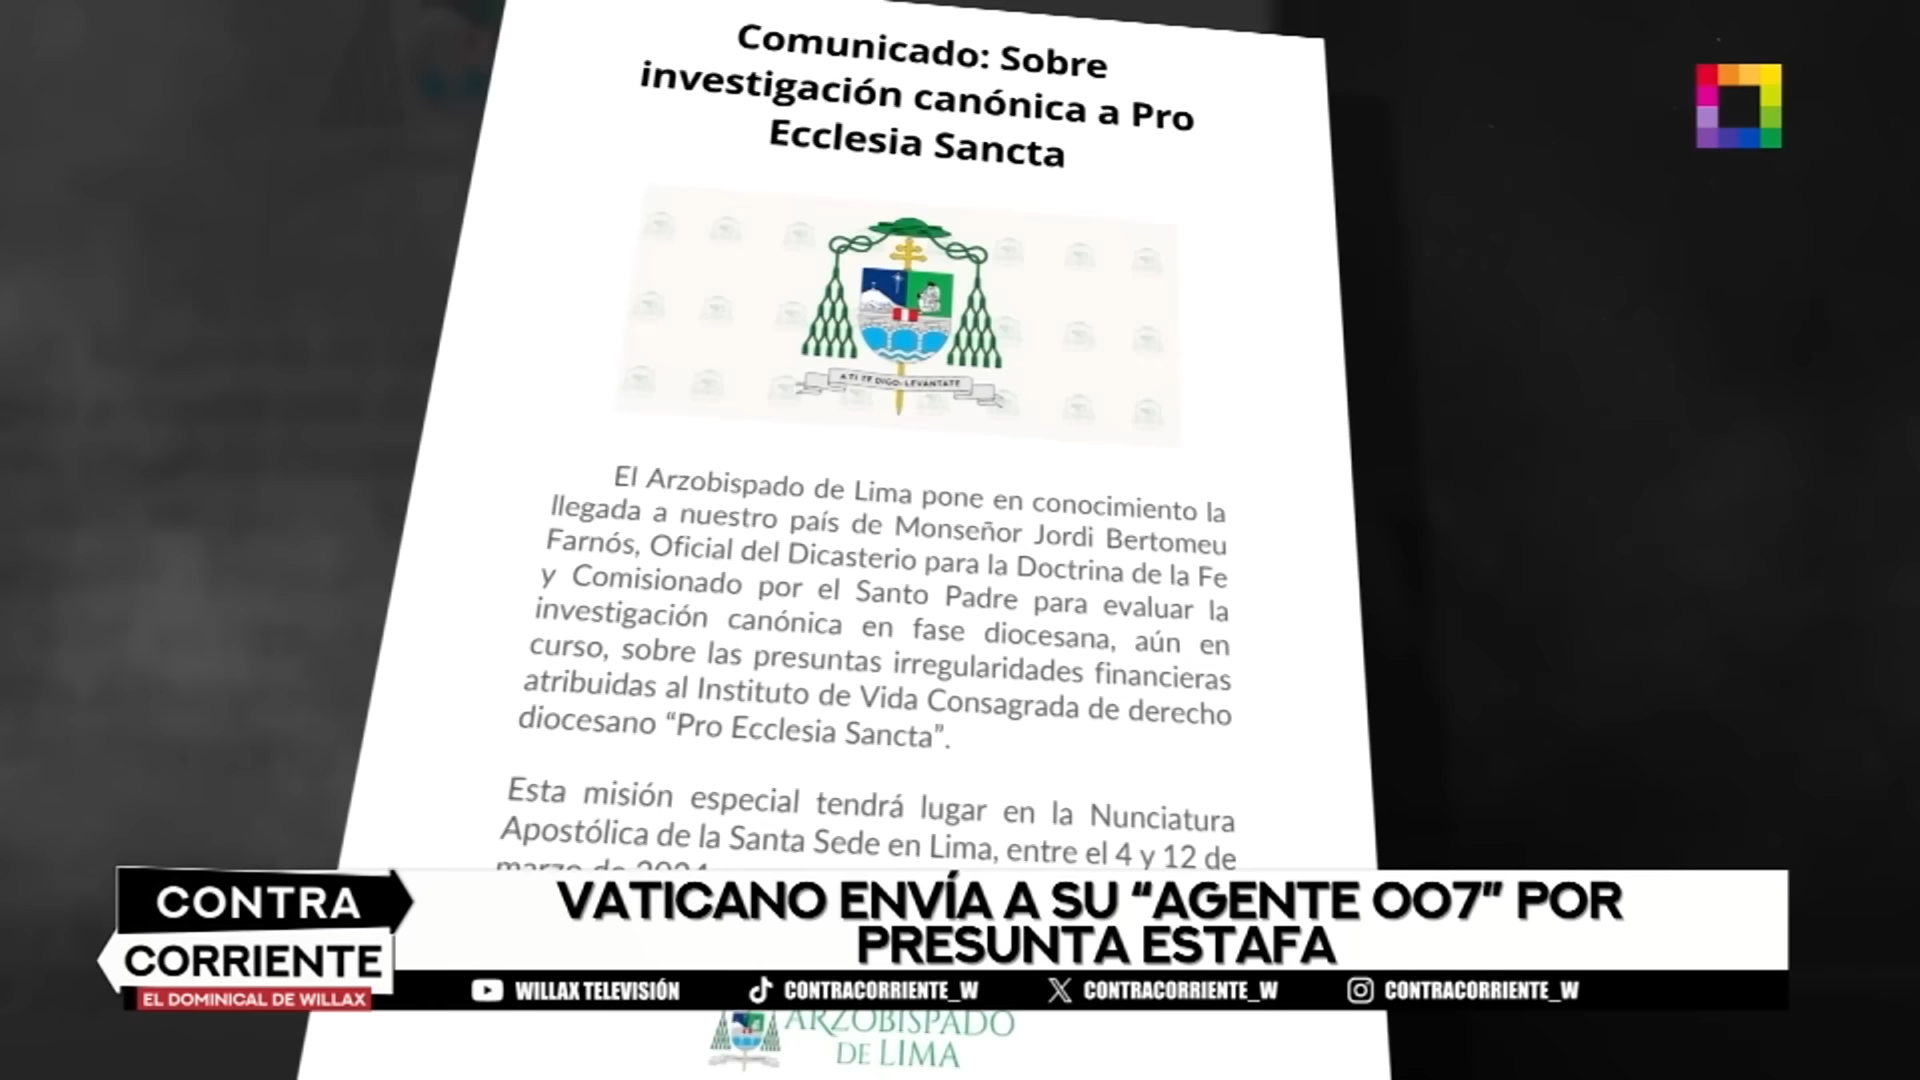 Comunicado: Sobre
investigación canónica a Pro
Ecclesia Sancta
A TI TE DIGO: LEVÁNTATE
El Arzobispado de Lima pone en conocimiento la
llegada a nuestro país de Monseñor Jordi Bertomeu
Farnós, Oficial del Dicasterio para la Doctrina de la Fe
y Comisionado por el Santo Padre para evaluar la
investigación canónica en fase diocesana, aún en
curso, sobre las presuntas irregularidades financieras
atribuidas al Instituto de Vida Consagrada de derecho
diocesano “Pro Ecclesia Sancta”.
Esta misión especial tendrá lugar en la Nunciatura
Apostólica de la Santa Sede en Lima, entre el 4 y 12 de
marzo de 2024
CONTRA
CORRIENTE
EL DOMINICAL DE WILLAX
VATICANO ENVÍA A SU “AGENTE 007” POR
PRESUNTA ESTAFA
WILLAX TELEVISIÓN CONTRACORRIENTE_W CONTRACORRIENTE_W CONTRACORRIENTE_W
ARZOBISPADO
DE LIMA